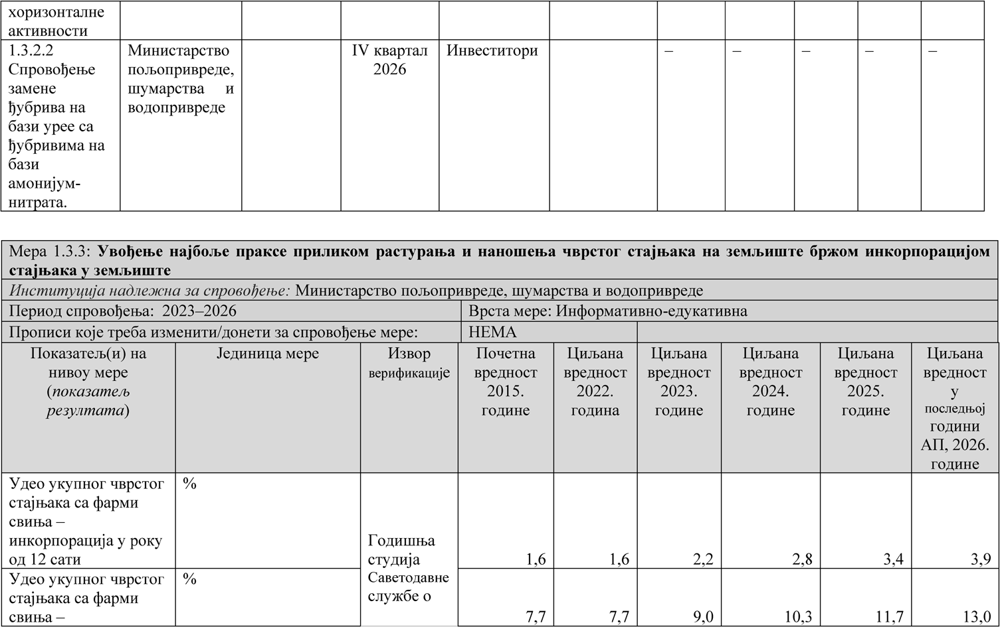 хоризонталне
активности
1.3.2.2
Спровођење
замене
ђубрива на
бази урее са
ђубривима на
бази
амонијум-
нитрата.
Министарство
пољопривреде,
шумарства и
водопривреде
IV квартал
2026
Инвеститори
– – – – –
Мера 1.3.3: Увођење најбоље праксе приликом растурања и наношења чврстог стајњака на земљиште бржом инкорпорацијом
стајњака у земљиште
Институција надлежна за спровођење: Министарство пољопривреде, шумарства и водопривреде
Период спровођења: 2023–2026
Врста мере: Информативно-едукативна
Прописи које треба изменити/донети за спровођење мере:
НЕМА
Показатељ(и) на
нивоу мере
(показатељ
резултата)
Јединица мере
Извор
верификације
Почетна
вредност
2015.
године
Циљана
вредност
2022.
година
Циљана
вредност
2023.
године
Циљана
вредност
2024.
године
Циљана
вредност
2025.
године
Циљана
вредност
у
последњој
години
АП, 2026.
године
Удео укупног чврстог
стајњака са фарми
свиња –
инкорпорација у року
од 12 сати
%
Годишња
студија
Саветодавне
службе о
1,6 1,6 2,2 2,8 3,4 3,9
Удео укупног чврстог
стајњака са фарми
свиња –
%
7,7 7,7 9,0 10,3 11,7 13,0